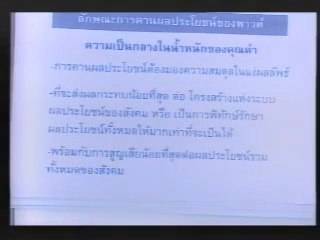 ลักษณะการคานผลประโยชน์ของพาวด์
ความเป็นกลางในน้ำหนักของคุณค่า
-การคานผลประโยชน์ต้องมองความสมดุลในแง่ผลลัพธ์
-ที่จะส่งผลกระทบน้อยที่สุด ต่อ โครงสร้างแห่งระบบ
ผลประโยชน์ของสังคม หรือ เป็นการพิทักษ์รักษา
ผลประโยชน์ทั้งหมดให้มากเท่าที่จะเป็นได้
-พร้อมกับการสูญเสียน้อยที่สุดต่อผลประโยชน์รวม
ทั้งหมดของสังคม